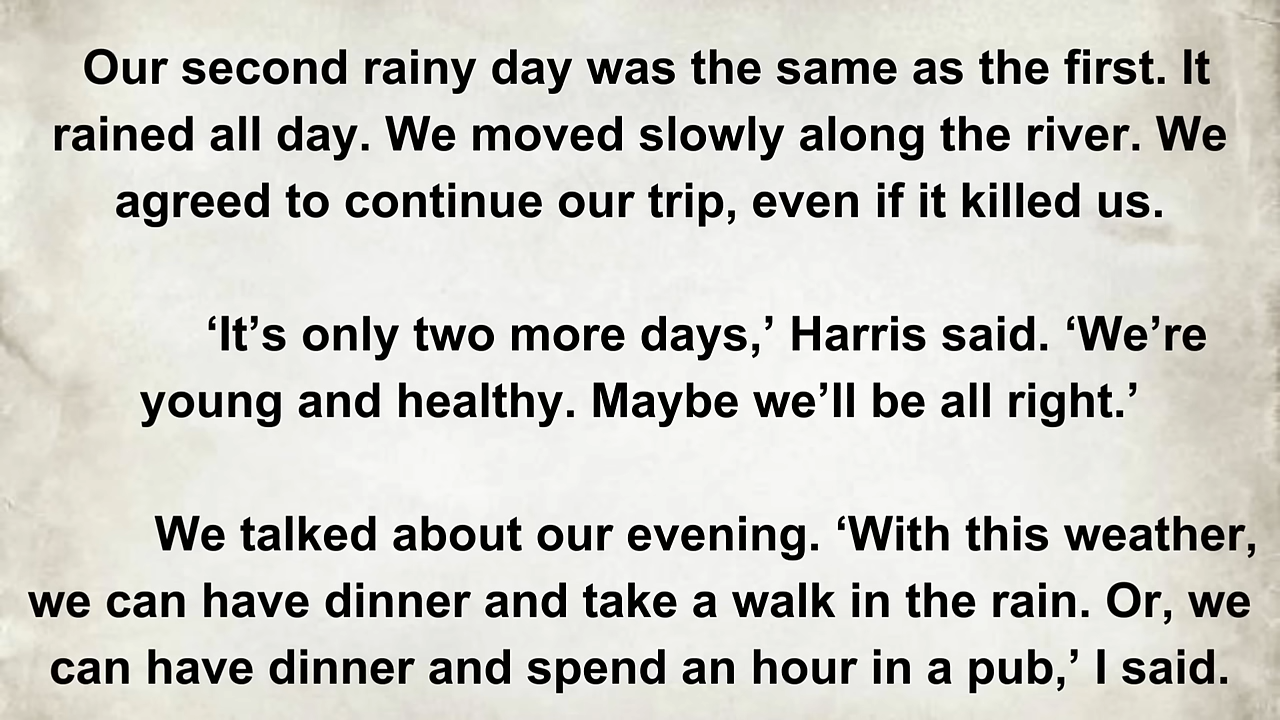 Our second rainy day was the same as the first. It
rained all day. We moved slowly along the river. We
agreed to continue our trip, even if it killed us.
‘It’s only two more days,’ Harris said. ‘We’re
young and healthy. Maybe we’ll be all right.’
We talked about our evening. ‘With this weather,
we can have dinner and take a walk in the rain. Or, we
can have dinner and spend an hour in a pub,’ I said.